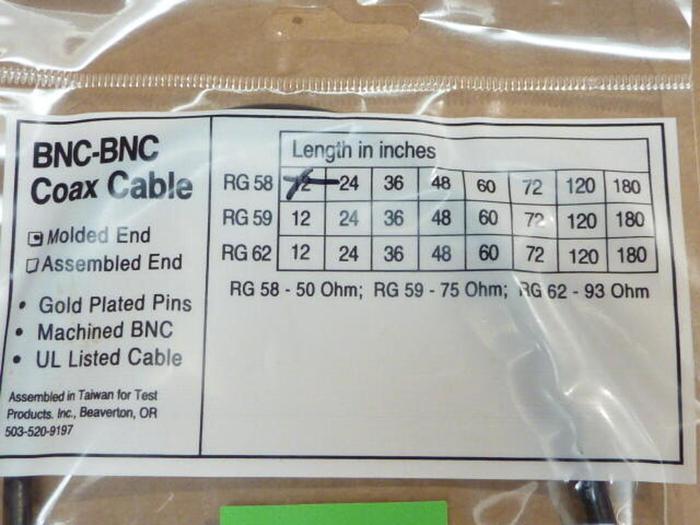 BNC-BNC
Coax Cable
Molded End
Assembled End
• Gold Plated Pins
• Machined BNC
• UL Listed Cable
Assembled in Taiwan for Test
Products. Inc., Beaverton, OR
503-520-9197
Length in inches
RG 58 12 24 36 48 60 72 120 180
RG 59 12 24 36 48 60 72 120 180
RG 62 12 24 36 48 60 72 120 180
RG 58 - 50 Ohm; RG 59 - 75 Ohm; RG 62 - 93 Ohm